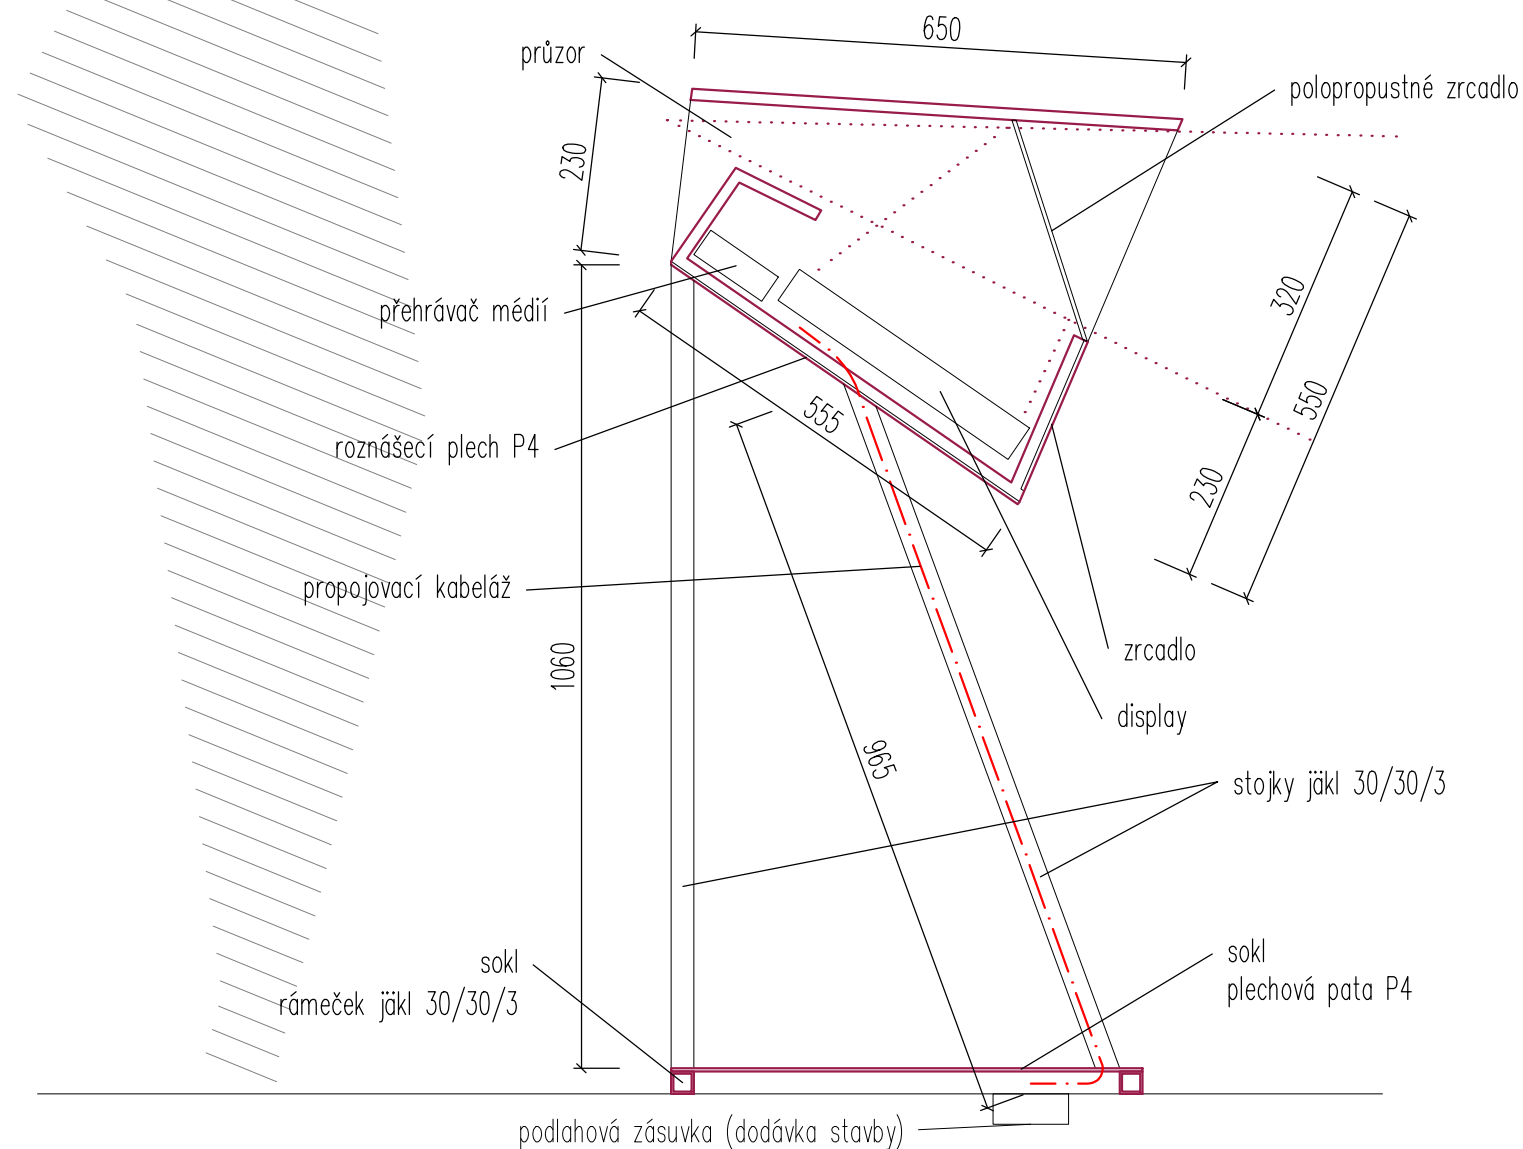 650
průzor
polopropustné zrcadlo
230
320
přehrávač médií
555
550
roznášecí plech P4
230
propojovací kabeláž
zrcadlo
1060
display
965
stojky jäkl 30/30/3
sokl
rámeček jäkl 30/30/3
sokl
plechová pata P4
podlahová zásuvka (dodávka stavby)